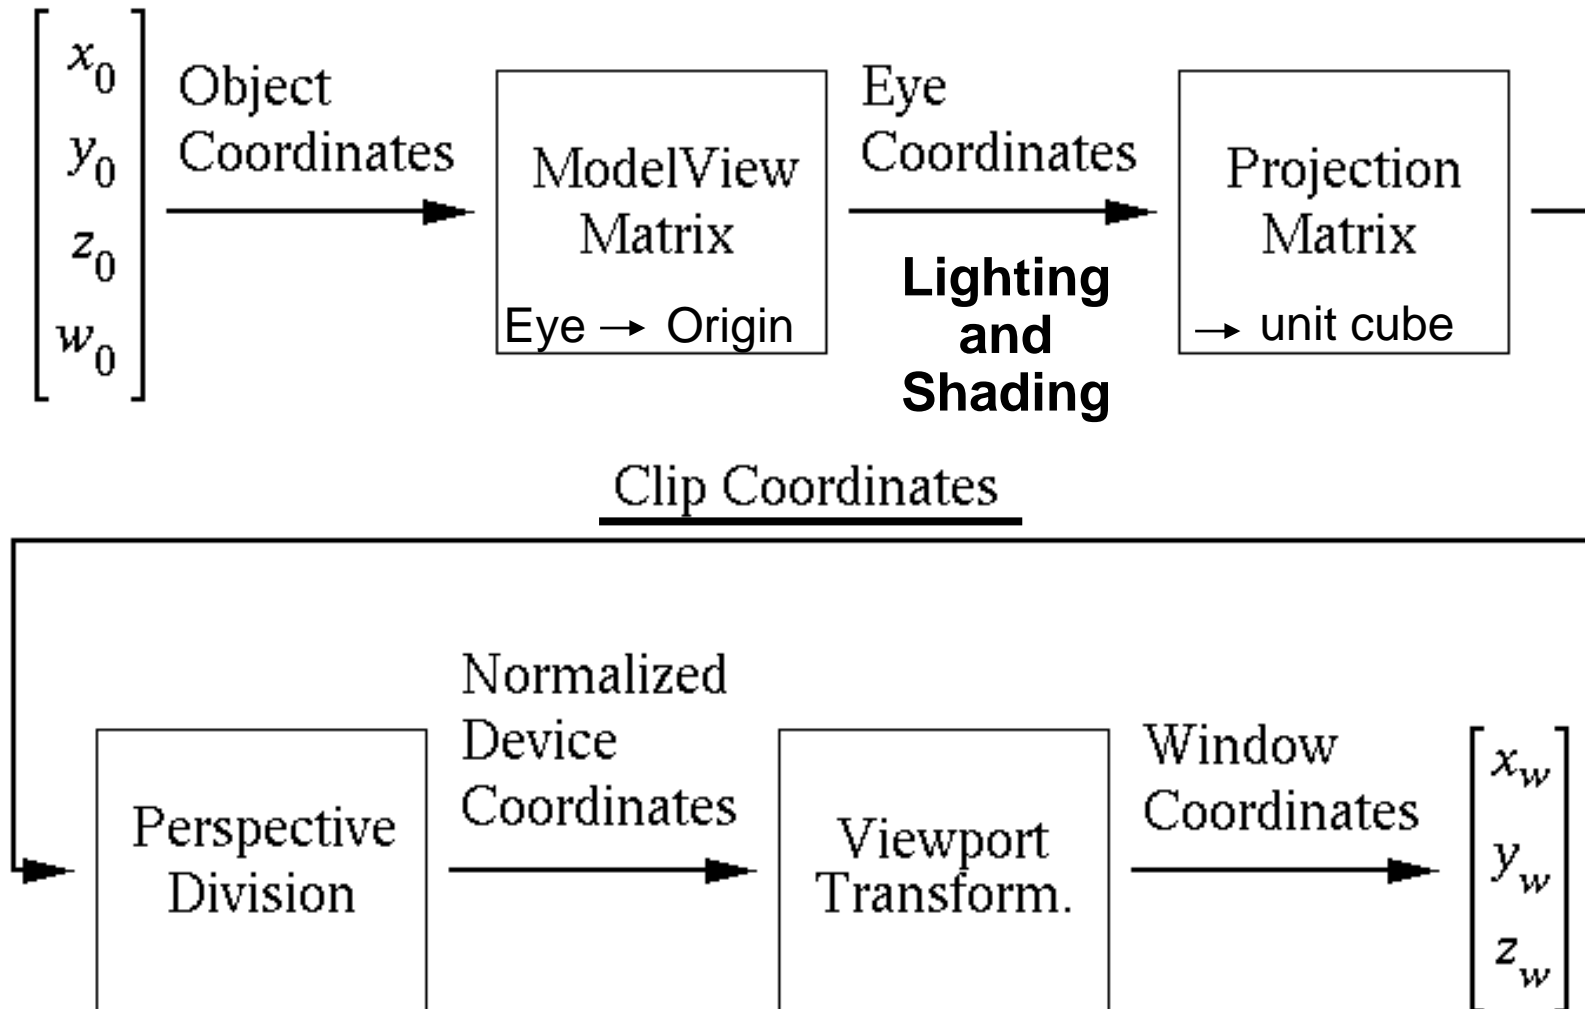 x0
y0
z0
w0
Object
Coordinates
ModelView
Matrix
Eye → Origin
Eye
Coordinates
Lighting
and
Shading
Projection
Matrix
→ unit cube
Clip Coordinates
Perspective
Division
Normalized
Device
Coordinates
Viewport
Transform.
Window
Coordinates
xw
yw
zw